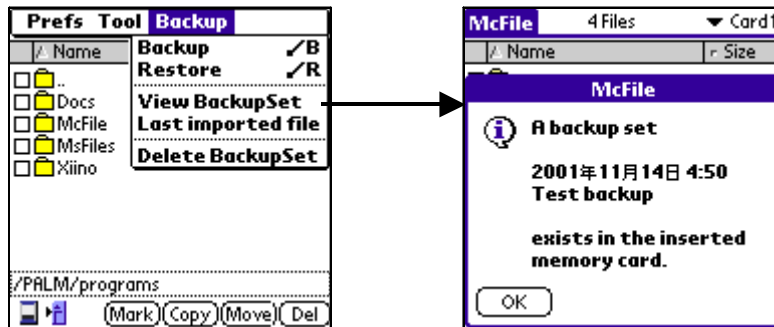 Prefs Tool Backup
Name
Backup /B
Restore /R
..
Docs
View BackupSet
McFile
Last imported file
MsFiles
Delete BackupSet
Xiino
/PALM/programs
Mark Copy Move Del
McFile 4 Files Card1
Name Size
McFile
A backup set
2001年11月14日 4:50
Test backup
exists in the inserted
memory card.
OK